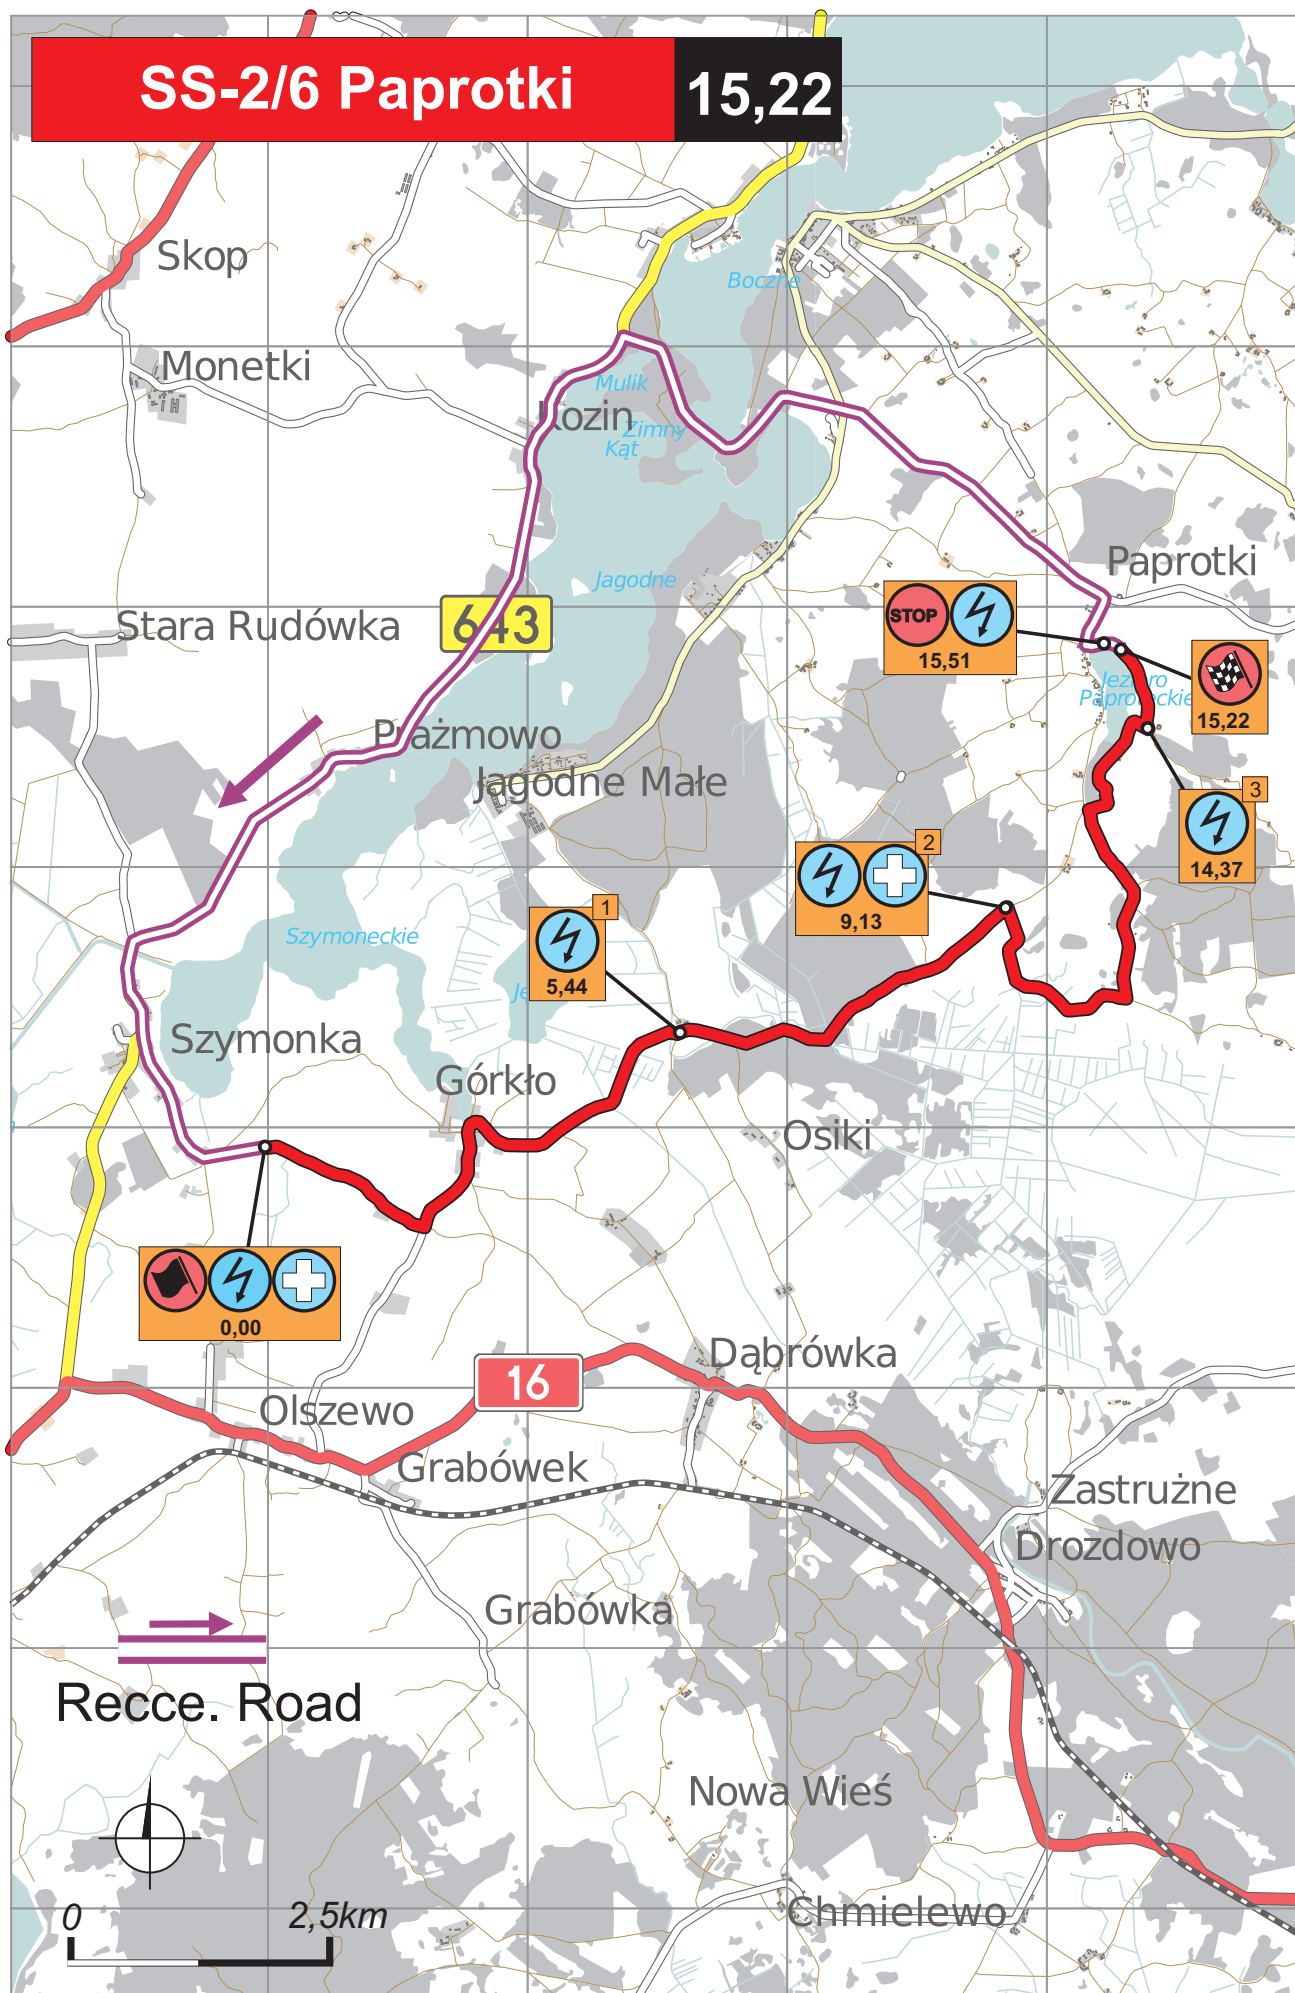 SS-2/6 Paprotki
15,22
Skop
Boczne
Monetki
Mulik
Kozin
Zimny
Kąt
Paprotki
Jagodne
STOP
15,51
Stara Rudówka
643
Jezioro
Paproteckie
15,22
Prażmowo
Jagodne Małe
3
14,37
2
9,13
1
5,44
Szymoneckie
Szymonka
Górkło
Osiki
0,00
Dąbrówka
16
Olszewo
Grabówek
Zastrużne
Drozdowo
Grabówka
Recce. Road
Nowa Wieś
Chmielewo
0
2,5km